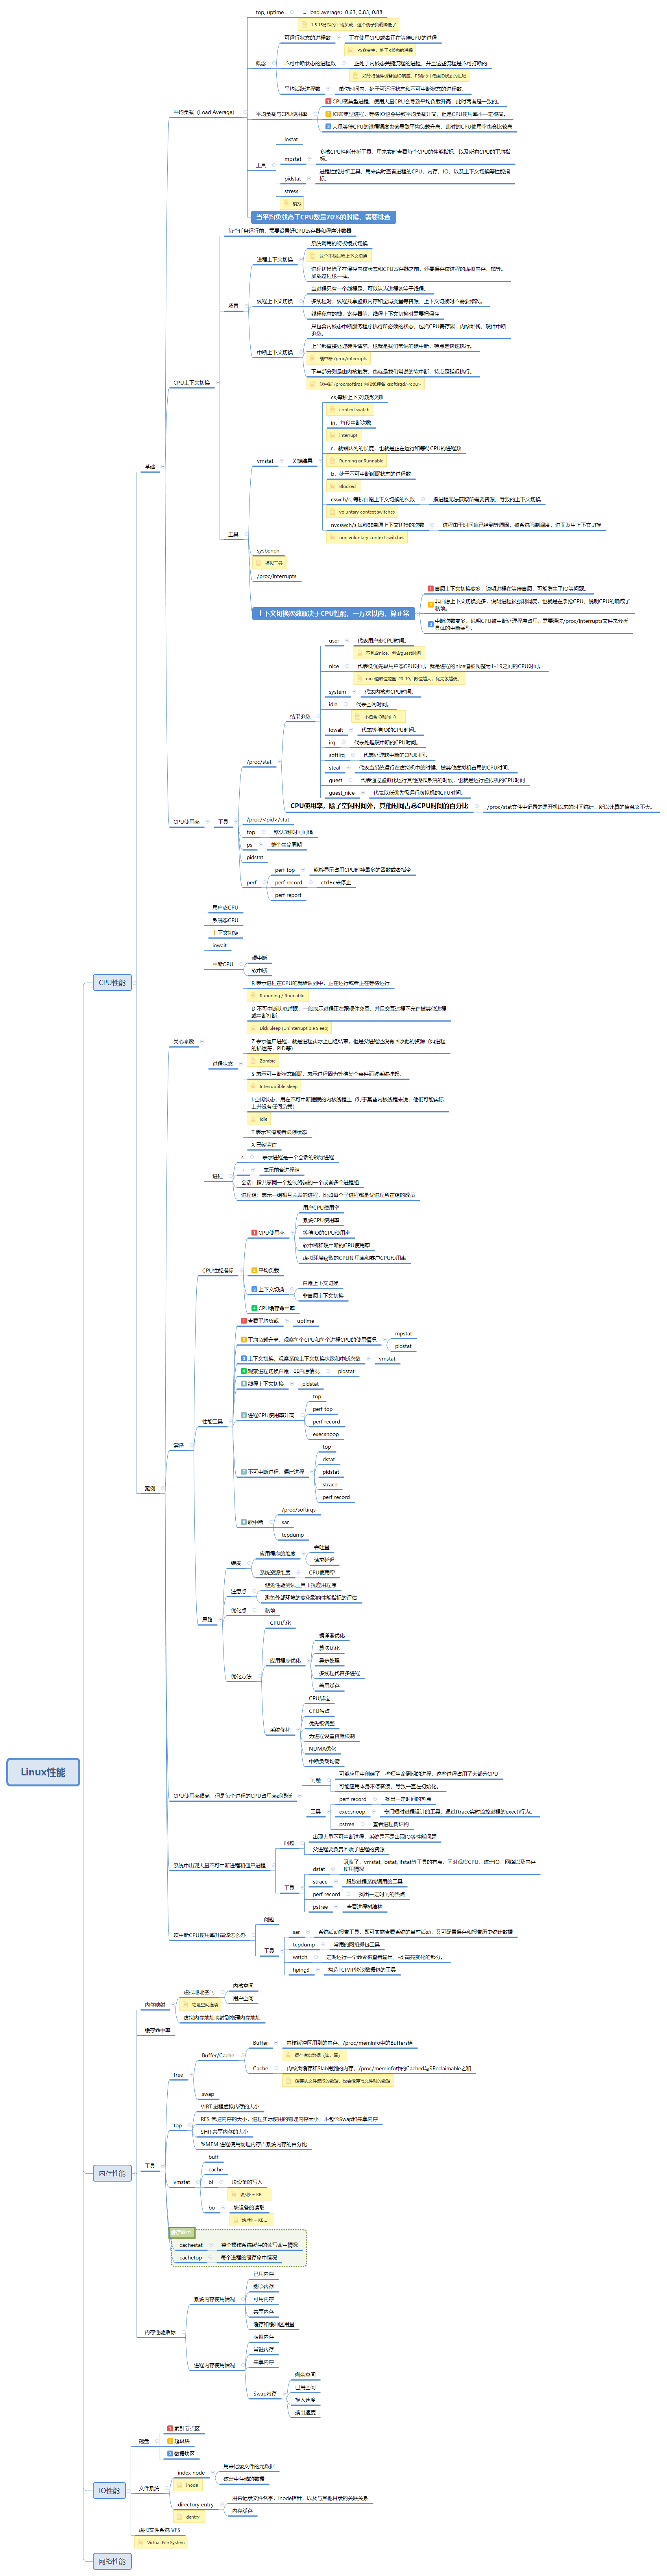 Linux性能
CPU性能
基础
平均负载（Load Average）
top, uptime
... load average: 0.63, 0.83, 0.88
1 5 15分钟的平均负载，这个例子负载降低了
概念
可运行状态的进程数
正在使用CPU或者正在等待CPU的进程
PS命令中，处于R状态的进程
不可中断状态的进程数
正处于内核态关键流程的进程，并且这些流程是不可打断的
如等待硬件设备的IO响应。PS命令中看到D状态的进程
平均活跃进程数
单位时间内，处于可运行状态和不可中断状态的进程数。
平均负载与CPU使用率
1 CPU密集型进程，使用大量CPU会导致平均负载升高，此时两者是一致的。
2 IO密集型进程，等待IO也会导致平均负载升高，但是CPU使用率不一定很高。
3 大量等待CPU的进程调度也会导致平均负载升高，此时的CPU使用率也会比较高
工具
iostat
mpstat
多核CPU性能分析工具，用来实时查看每个CPU的性能指标，以及所有CPU的平均指
标。
pidstat
进程性能分析工具，用来实时查看进程的CPU，内存，IO，以及上下文切换等性能指
标。
stress
模拟
当平均负载高于CPU数量70%的时候，需要排查
CPU上下文切换
每个任务运行前，需要设置好CPU寄存器和程序计数器
场景
进程上下文切换
系统调用的特权模式切换
这个不是进程上下文切换
进程切换除了在保存内核状态和CPU寄存器之前，还要保存该进程的虚拟内存，栈等。
加载过程也一样。
线程上下文切换
当进程只有一个线程是，可以认为进程就等于线程。
多线程时，线程共享虚拟内存和全局变量等资源，上下文切换时不需要修改。
线程私有的栈，寄存器等，线程上下文切换时需要把保存
中断上下文切换
只包含内核态中断服务程序执行所必须的状态，包括CPU寄存器，内核堆栈，硬件中断
参数。
上半部直接处理硬件请求，也就是我们常说的硬中断，特点是快速执行。
硬中断 /proc/interrupts
下半部分则是由内核触发，也就是我们常说的软中断，特点是延迟执行。
软中断 /proc/softirqs 内核进程名 ksoftirqd/<cpu>
工具
vmstat
关键结果
cs,每秒上下文切换次数
context switch
in，每秒中断次数
interrupt
r，就绪队列的长度，也就是正在运行和等待CPU的进程数
Running or Runnable
b，处于不可中断睡眠状态的进程数
Blocked
cswch/s, 每秒自愿上下文切换的次数
指进程无法获取所需要资源，导致的上下文切换
voluntary context switches
nvcswch/s,每秒非自愿上下文切换的次数
进程由于时间偏已经到等原因，被系统强制调度，进而发生上下文切换
non voluntary context switches
sysbench
模拟工具
/proc/interrupts
上下文切换次数取决于CPU性能，一万次以内，算正常
1 自愿上下文切换变多，说明进程在等待自源，可能发生了IO等问题。
2 非自愿上下文切换变多，说明进程被强制调度，也就是在争抢CPU，说明CPU的确成了
瓶颈。
3 中断次数变多，说明CPU被中断处理程序占用，需要通过/proc/interrupts文件来分析
具体的中断类型。
CPU使用率
工具
/proc/stat
结果参数
user
代表用户态CPU时间。
不包含nice，包含guest时间
nice
代表低优先级用户态CPU时间。就是进程的nice值被调整为1-19之间的CPU时间。
nice值取值范围-20-19，数值越大，优先级越低。
system
代表内核态CPU时间。
idle
代表空闲时间。
不包含IO时间（i...
iowait
代表等待IO的CPU时间。
irq
代表处理硬中断的CPU时间。
softirq
代表处理软中断的CPU时间。
steal
代表当系统运行在虚拟机中的时候，被其他虚拟机占用的CPU时间。
guest
代表通过虚拟化运行其他操作系统的时候，也就是运行虚拟机的CPU时间
guest_nice
代表以低优先级运行虚拟机的CPU时间。
CPU使用率，除了空闲时间外，其他时间占总CPU时间的百分比
/proc/stat文件中记录的是开机以来的时间统计，所以计算的值意义不大。
/proc/<pid>/stat
top
默认3秒时间间隔
ps
整个生命周期
pidstat
perf
perf top
能够显示占用CPU时钟最多的函数或者指令
perf record
ctrl+c来停止
perf report
案例
关心参数
用户态CPU
系统态CPU
上下文切换
iowait
中断CPU
硬中断
软中断
进程状态
R 表示进程在CPU的就绪队列中，正在运行或者正在等待运行
Runnning / Runnable
D 不可中断状态睡眠，一般表示进程正在跟硬件交互，并且交互过程不允许被其他进程
或中断打断
Disk Sleep (Uninterruptible Sleep)
Z 表示僵尸进程，就是进程实际上已经结束，但是父进程还没有回收他的资源（如进程
的描述符，PID等）
Zombie
S 表示可中断状态睡眠，表示进程因为等待某个事件而被系统挂起。
Interruptible Sleep
I 空闲状态，用在不可中断睡眠的内核线程上（对于某些内核线程来说，他们可能实际
上并没有任何负载）
Idle
T 表示暂停或者跟踪状态
X 已经消亡
进程
s
表示进程是一个会话的领导进程
+
表示前台进程组
会话：指共享同一个控制终端的一个或者多个进程组
进程组：表示一组相互关联的进程，比如每个子进程都是父进程所在组的成员
套路
CPU性能指标
1 CPU使用率
用户CPU使用率
系统CPU使用率
等待IO的CPU使用率
软中断和硬中断的CPU使用率
虚拟环境窃取的CPU使用率和客户CPU使用率
2 平均负载
3 上下文切换
自愿上下文切换
非自愿上下文切换
4 CPU缓存命中率
性能工具
1 查看平均负载
uptime
2 平均负载升高，观察每个CPU和每个进程CPU的使用情况
mpstat
pidstat
3 上下文切换，观察系统上下文切换次数和中断次数
vmstat
4 观察进程切换自愿、非自愿情况
pidstat
5 线程上下文切换
pidstat
6 进程CPU使用率升高
top
perf top
perf record
execsnoop
7 不可中断进程，僵尸进程
top
dstat
pidstat
strace
perf record
8 软中断
/proc/softirqs
sar
tcpdump
思路
维度
应用程序的维度
吞吐量
请求延迟
系统资源维度
CPU使用率
注意点
避免性能测试工具干扰应用程序
避免外部环境的变化影响性能指标的评估
优化点
瓶颈
优化方法
CPU优化
应用程序优化
编译器优化
算法优化
异步处理
多线程代替多进程
善用缓存
系统优化
CPU绑定
CPU独占
优先级调整
为进程设置资源限制
NUMA优化
中断负载均衡
CPU使用率很高，但是每个进程的CPU占用率都很低
问题
可能应用中创建了一些短生命周期的进程，这些进程占用了大部分CPU
可能应用本身不停奔溃，导致一直在初始化。
工具
perf record
找出一定时间的热点
execsnoop
专门短时进程设计的工具。通过ftrace实时监控进程的exec()行为。
pstree
查看进程树结构
系统中出现大量不可中断进程和僵尸进程
问题
出现大量不可中断进程，系统是不是出现IO等性能问题
父进程要负责回收子进程的资源
工具
dstat
吸收了，vmstat, iostat, ifstat等工具的有点，同时观察CPU，磁盘IO，网络以及内存
使用情况
strace
跟踪进程系统调用的工具
perf record
找出一定时间的热点
pstree
查看进程树结构
软中断CPU使用率升高该怎么办
问题
工具
sar
系统活动报告工具，即可实施查看系统的当前活动，又可配置保存和报告历史统计数据
tcpdump
常用的网络抓包工具
watch
定期运行一个命令来查看输出，-d 高亮变化的部分。
hping3
构造TCP/IP协议数据包的工具
内存性能
内存映射
虚拟地址空间
内核空间
用户空间
地址空间连续
虚拟内存地址映射到物理内存地址
缓存命中率
工具
free
Buffer/Cache
Buffer
内核缓冲区用到的内存，/proc/meminfo中的Buffers值
缓存磁盘数据（读，写）
Cache
内核页缓存和Slab用到的内存，/proc/meminfo中的Cached与SReclaimable之和
缓存从文件读取的数据，也会缓存写文件时的数据
swap
top
VIRT 进程虚拟内存的大小
RES 常驻内存的大小，进程实际使用的物理内存大小，不包含Swap和共享内存
SHR 共享内存的大小
%MEM 进程使用物理内存占系统内存的百分比
vmstat
buff
cache
bi
块设备的写入
块/秒 = KB...
bo
块设备的读取
块/秒 = KB...
cachestat
整个操作系统缓存的读写命中情况
cachetop
每个进程的缓存命中情况
内存性能指标
系统内存使用情况
已用内存
剩余内存
可用内存
共享内存
缓存和缓冲区用量
进程内存使用情况
虚拟内存
常驻内存
共享内存
Swap内存
剩余空间
已用空间
换入速度
换出速度
IO性能
磁盘
1 索引节点区
2 超级块
3 数据块区
文件系统
index node
用来记录文件的元数据
磁盘中存储的数据
inode
directory entry
用来记录文件名字，inode指针，以及与其他目录的关联关系
内存缓存
dentry
虚拟文件系统 VFS
Virtual File System
网络性能